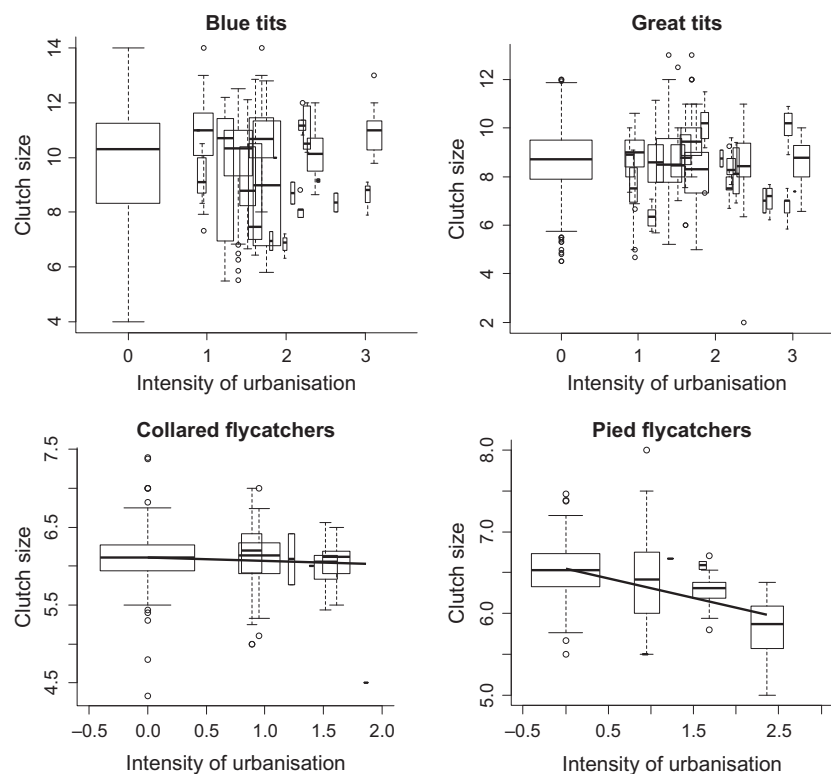 Blue tits
Clutch size
14
12
10
8
6
4
0 1 2 3
Intensity of urbanisation
Great tits
Clutch size
12
10
8
6
4
2
0 1 2 3
Intensity of urbanisation
Collared flycatchers
Clutch size
7.5
6.5
5.5
4.5
–0.5 0.0 0.5 1.0 1.5 2.0
Intensity of urbanisation
Pied flycatchers
Clutch size
8.0
7.0
6.0
5.0
–0.5 0.5 1.5 2.5
Intensity of urbanisation